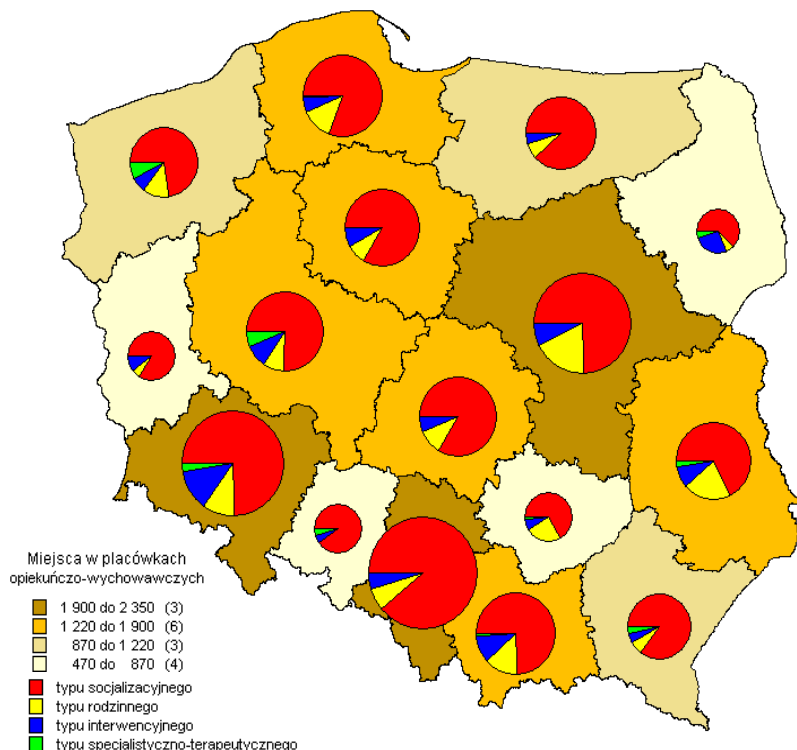 Miejsca w placówkach
opiekuńczo-wychowawczych
1 900 do 2 350 (3)
1 220 do 1 900 (6)
870 do 1 220 (3)
470 do 870 (4)
typu socjalizacyjnego
typu rodzinnego
typu interwencyjnego
typu specjalistyczno-terapeutycznego